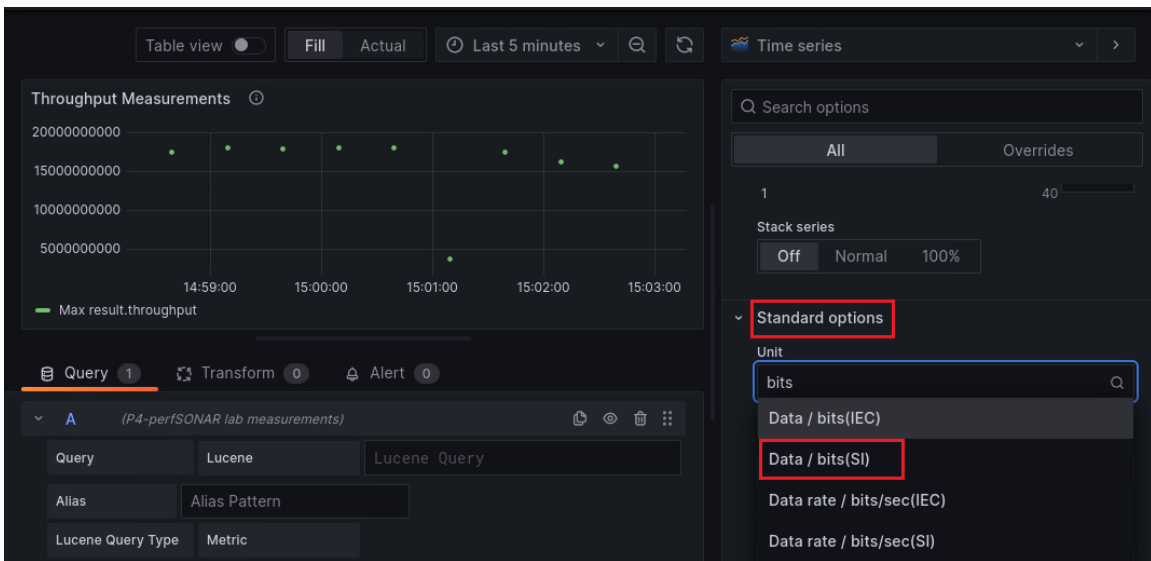 Table view Fill Actual Last 5 minutes Time series
Throughput Measurements
20000000000
15000000000
10000000000
5000000000
14:59:00 15:00:00 15:01:00 15:02:00 15:03:00
Max result.throughput
Query 1 Transform 0 Alert 0
A (P4-perfSONAR lab measurements)
Query Lucene Lucene Query
Alias Alias Pattern
Lucene Query Type Metric
Search options
All Overrides
1 40
Stack series
Off Normal 100%
Standard options
Unit
bits
Data / bits(IEC)
Data / bits(SI)
Data rate / bits/sec(IEC)
Data rate / bits/sec(SI)